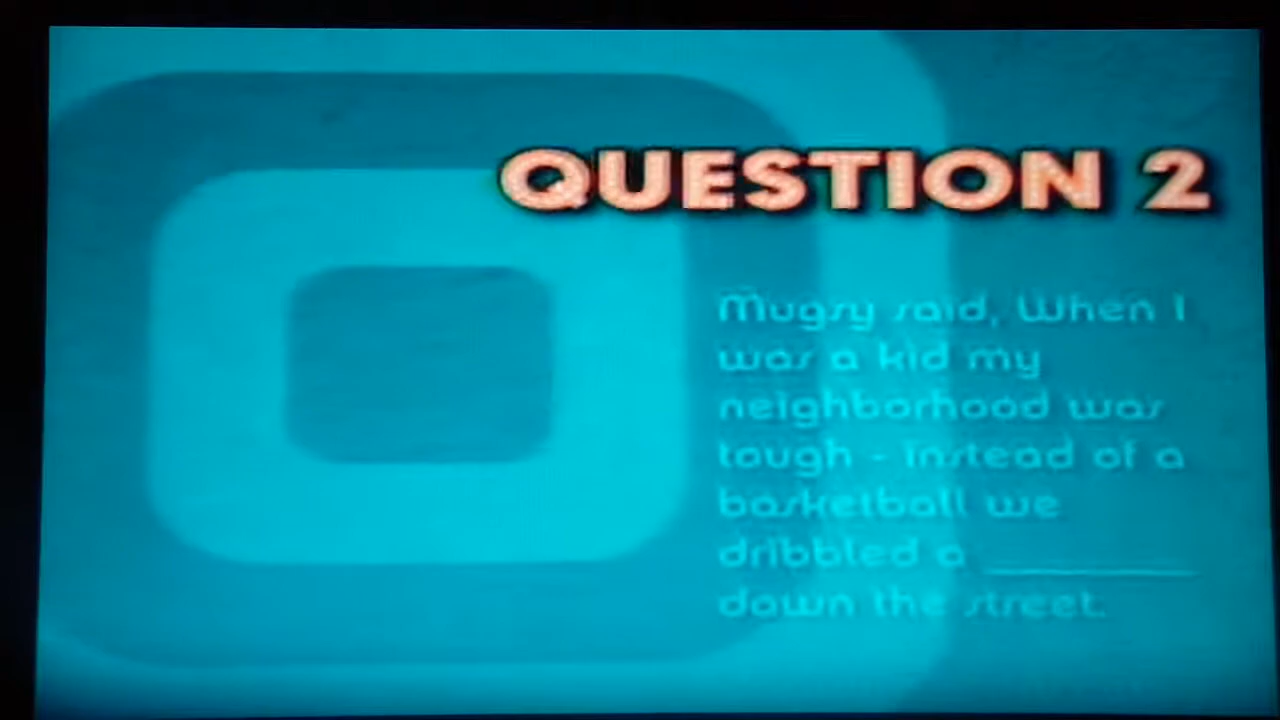 QUESTION 2
Mugsy said, When I
was a kid my
neighborhood was
tough - instead of a
basketball we
dribbled a ________
down the street.